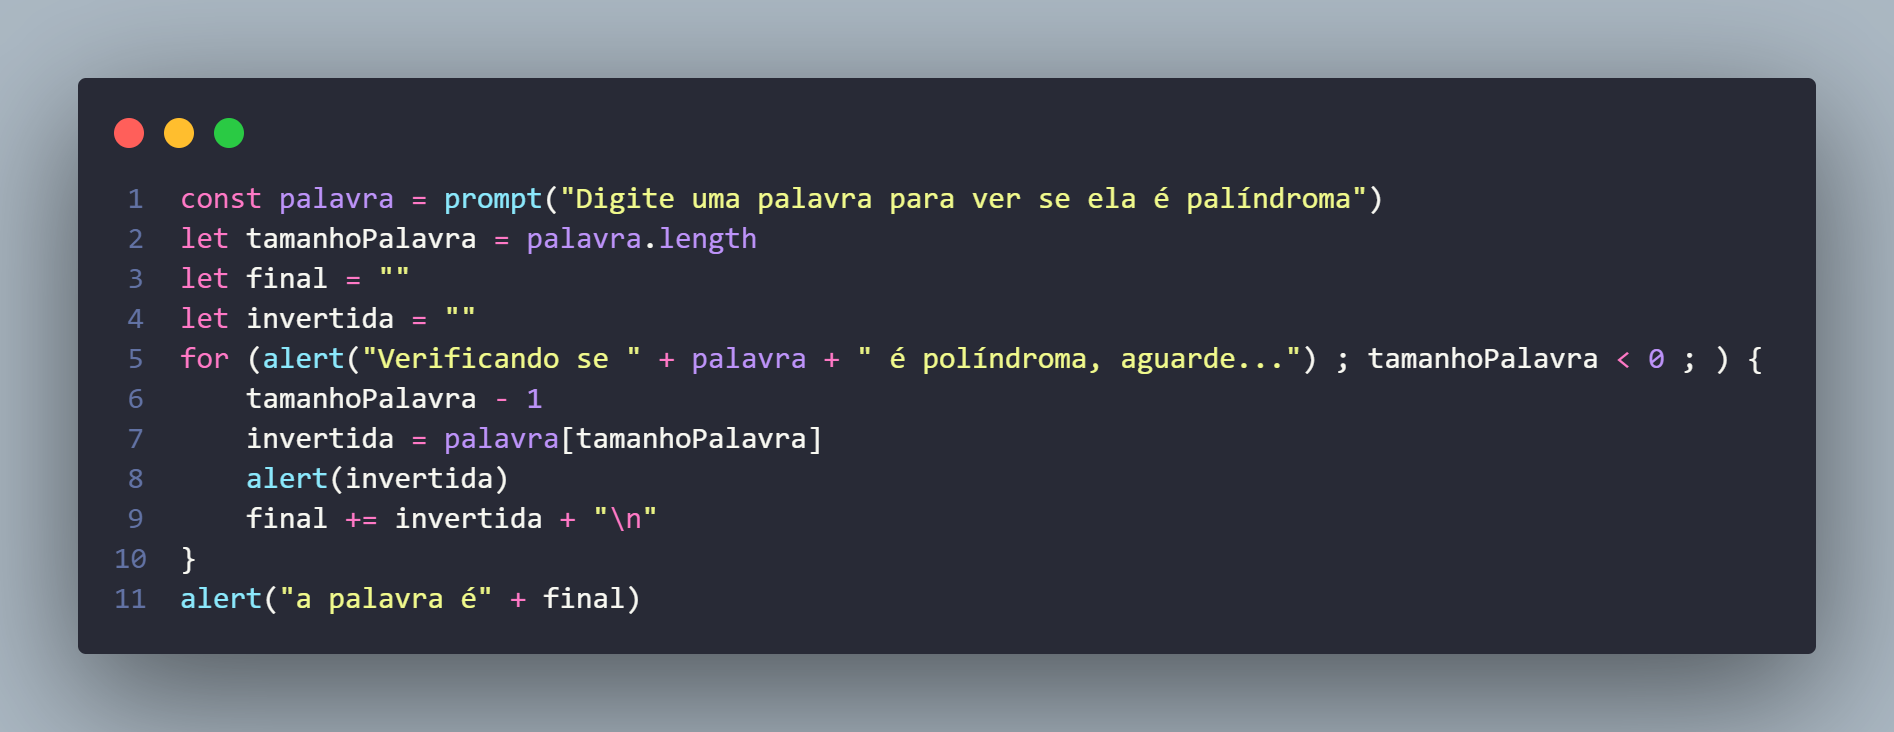 1 const palavra = prompt("Digite uma palavra para ver se ela é palíndroma")
2 let tamanhoPalavra = palavra.length
3 let final = ""
4 let invertida = ""
5 for (alert("Verificando se " + palavra + " é políndroma, aguarde...") ; tamanhoPalavra < 0 ; ) {
6     tamanhoPalavra - 1
7     invertida = palavra[tamanhoPalavra]
8     alert(invertida)
9     final += invertida + "\n"
10 }
11 alert("a palavra é" + final)